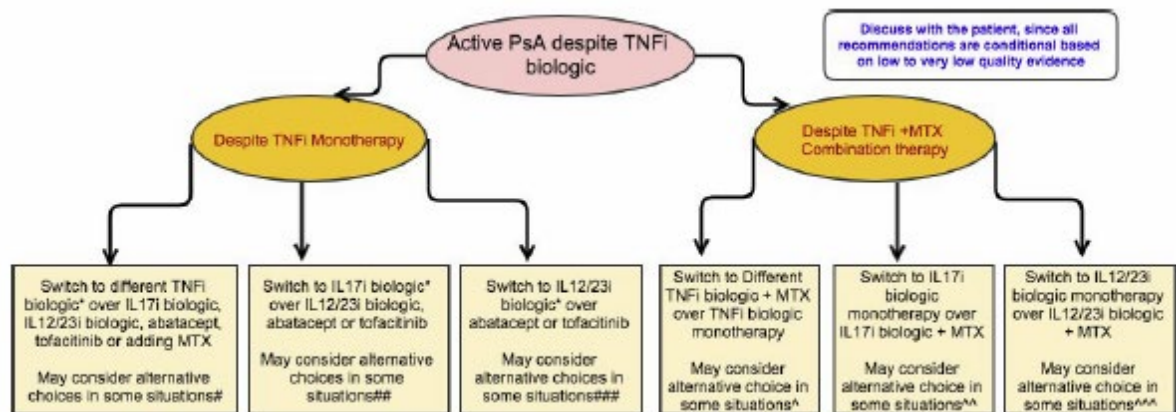 Active PsA despite TNFi
biologic
Discuss with the patient, since all
recommendations are conditional based
on low to very low quality evidence
Despite TNFi Monotherapy
Despite TNFi +MTX
Combination therapy
Switch to different TNFi
biologic* over IL17i biologic,
IL12/23i biologic, abatacept,
tofacitinib or adding MTX
May consider alternative
choices in some situations#
Switch to IL17i biologic*
over IL12/23i biologic,
abatacept or tofacitinib
May consider
alternative choices in
some situations##
Switch to IL12/23i
biologic* over
abatacept or tofacitinib
May consider
alternative choices in
some situations###
Switch to Different
TNFi biologic + MTX
over TNFi biologic
monotherapy
May consider
alternative choice in
some situations^
Switch to IL17i
biologic
monotherapy over
IL17i biologic + MTX
May consider
alternative choice in
some situations^^
Switch to IL12/23i
biologic monotherapy
over IL12/23i biologic
+ MTX
May consider
alternative choice in
some situations^^^